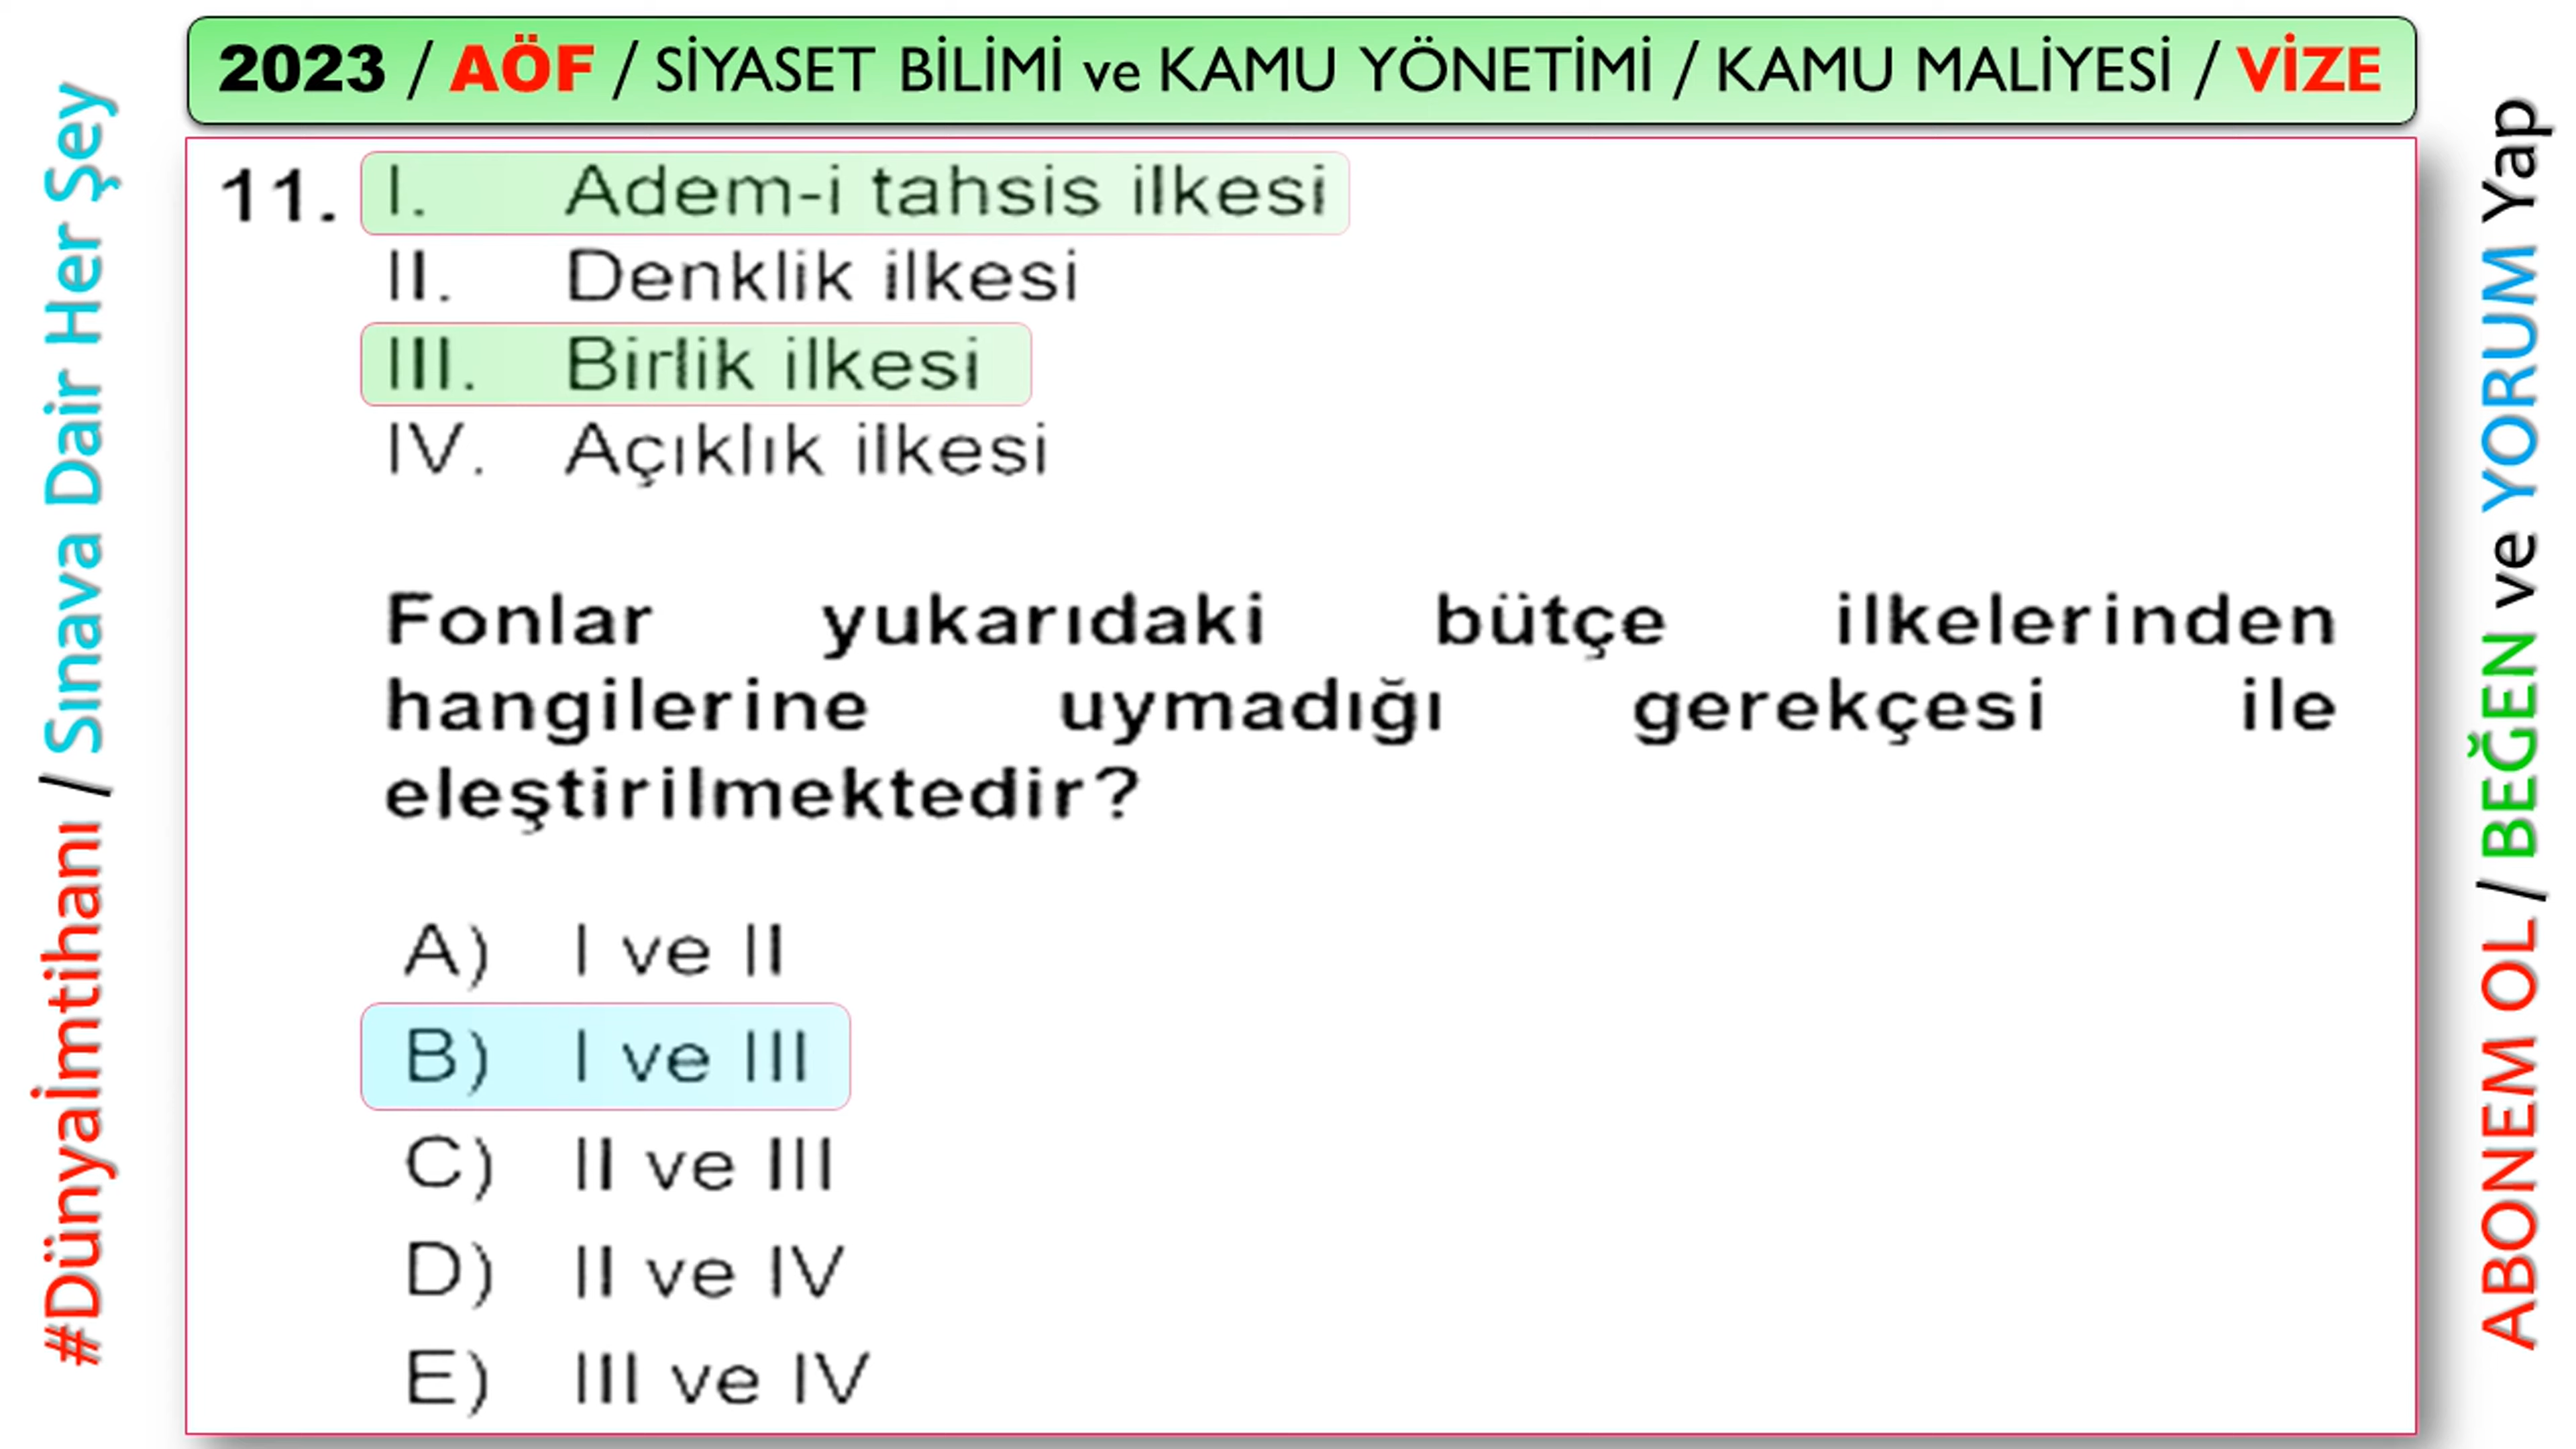 2023 / AÖF / SİYASET BİLİMİ ve KAMU YÖNETİMİ / KAMU MALİYESİ / VİZE
#Dünyaİmtihanı / Sınava Dair Her Şey
11. I. Adem-i tahsis ilkesi
II. Denklik ilkesi
III. Birlik ilkesi
IV. Açıklık ilkesi
Fonlar yukarıdaki bütçe ilkelerinden
hangilerine uymadığı gerekçesi ile
eleştirilmektedir?
A) I ve II
B) I ve III
C) II ve III
D) II ve IV
E) III ve IV
ABONEM OL / BEĞEN ve YORUM Yap